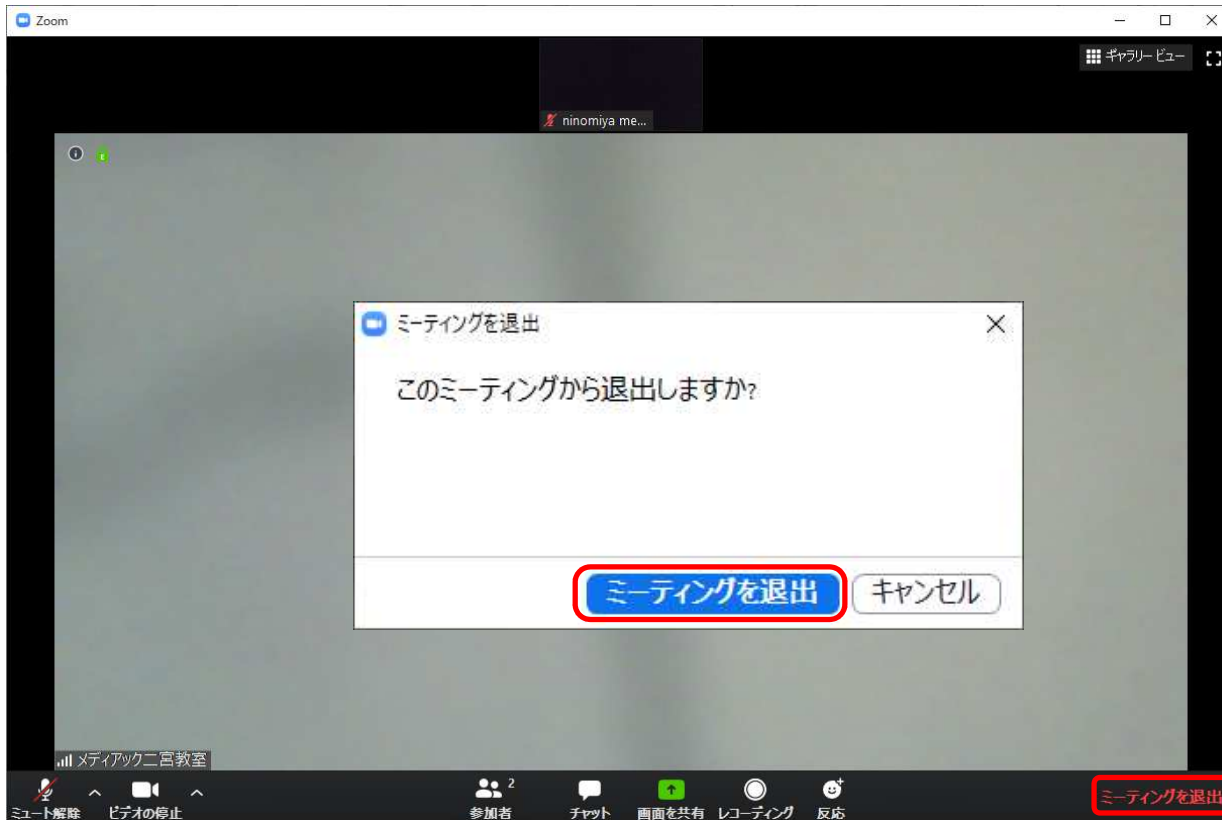 Zoom
ギャラリー ビュー
ninomiya me...
ミーティングを退出
このミーティングから退出しますか?
ミーティングを退出
キャンセル
メディアック二宮教室
ミュート解除
ビデオの停止
2
参加者
チャット
画面を共有
レコーディング
反応
ミーティングを退出